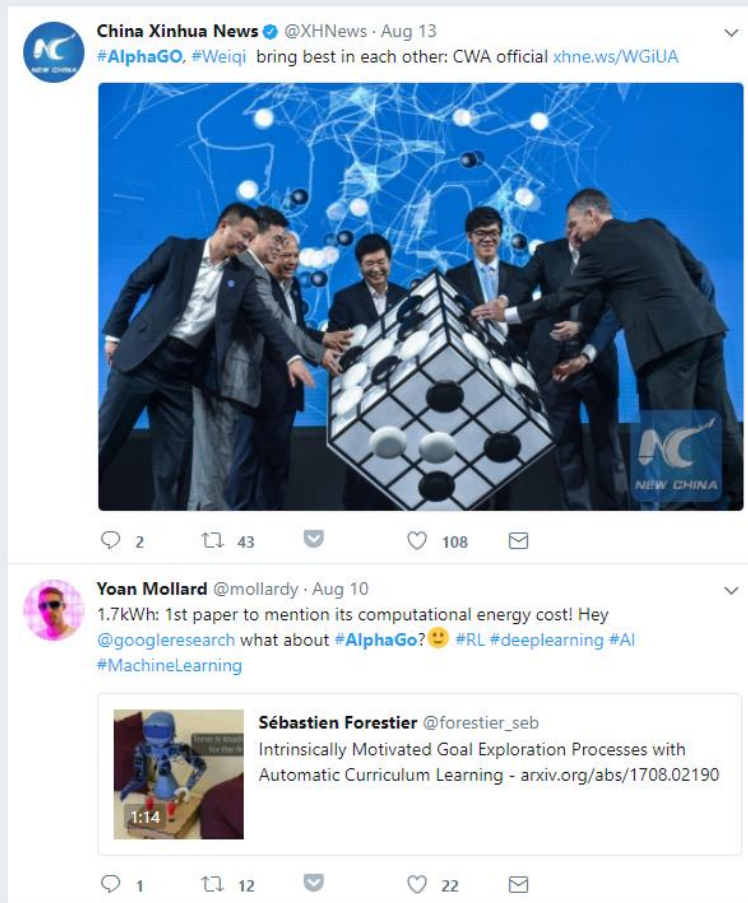 China Xinhua News @XHNews · Aug 13
#AlphaGO, #Weiqi bring best in each other: CWA official xhne.ws/WGiUA
NEW CHINA
NEW CHINA
2 43 108
Yoan Mollard @mollardy · Aug 10
1.7kWh: 1st paper to mention its computational energy cost! Hey
@googleresearch what about #AlphaGo?🙂 #RL #deeplearning #AI
#MachineLearning
Sébastien Forestier @forestier_seb
Intrinsically Motivated Goal Exploration Processes with
Automatic Curriculum Learning - arxiv.org/abs/1708.02190
1:14
1 12 22